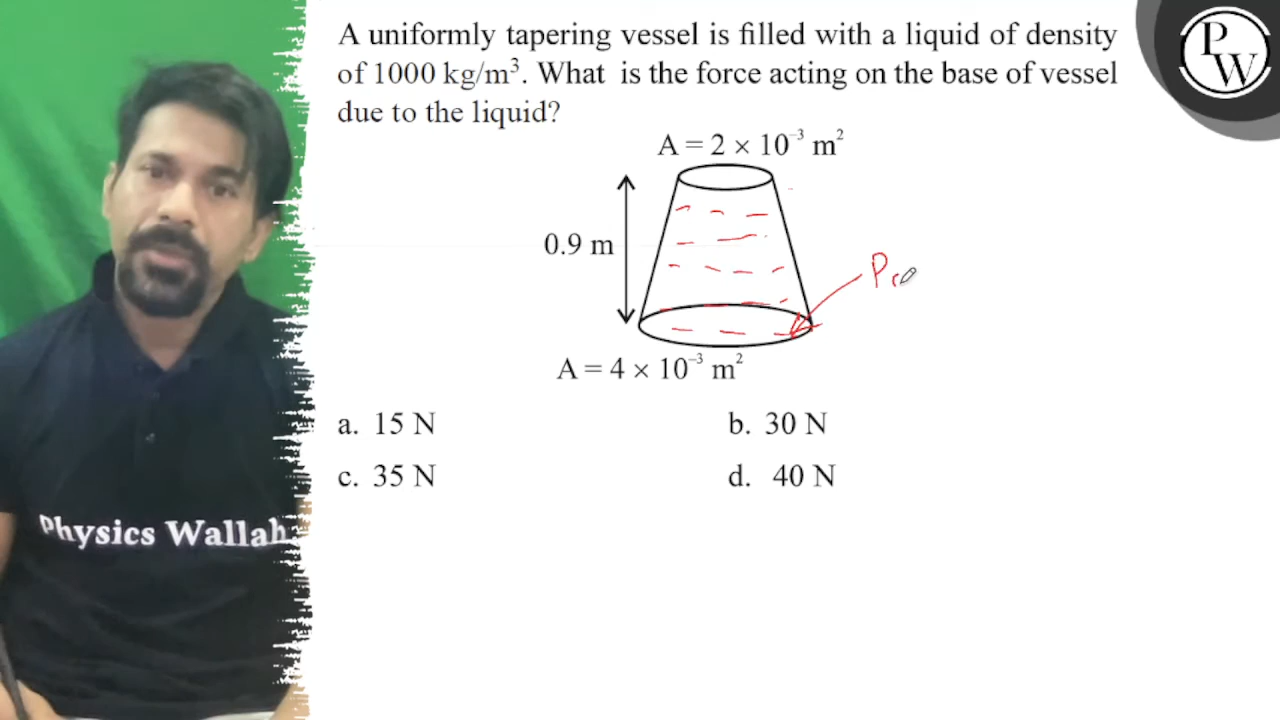 A uniformly tapering vessel is filled with a liquid of density
of 1000 kg/m³. What is the force acting on the base of vessel
due to the liquid?
A = 2 × 10⁻³ m²
0.9 m
A = 4 × 10⁻³ m²
a. 15 N
b. 30 N
c. 35 N
d. 40 N
P W
Physics Wallah